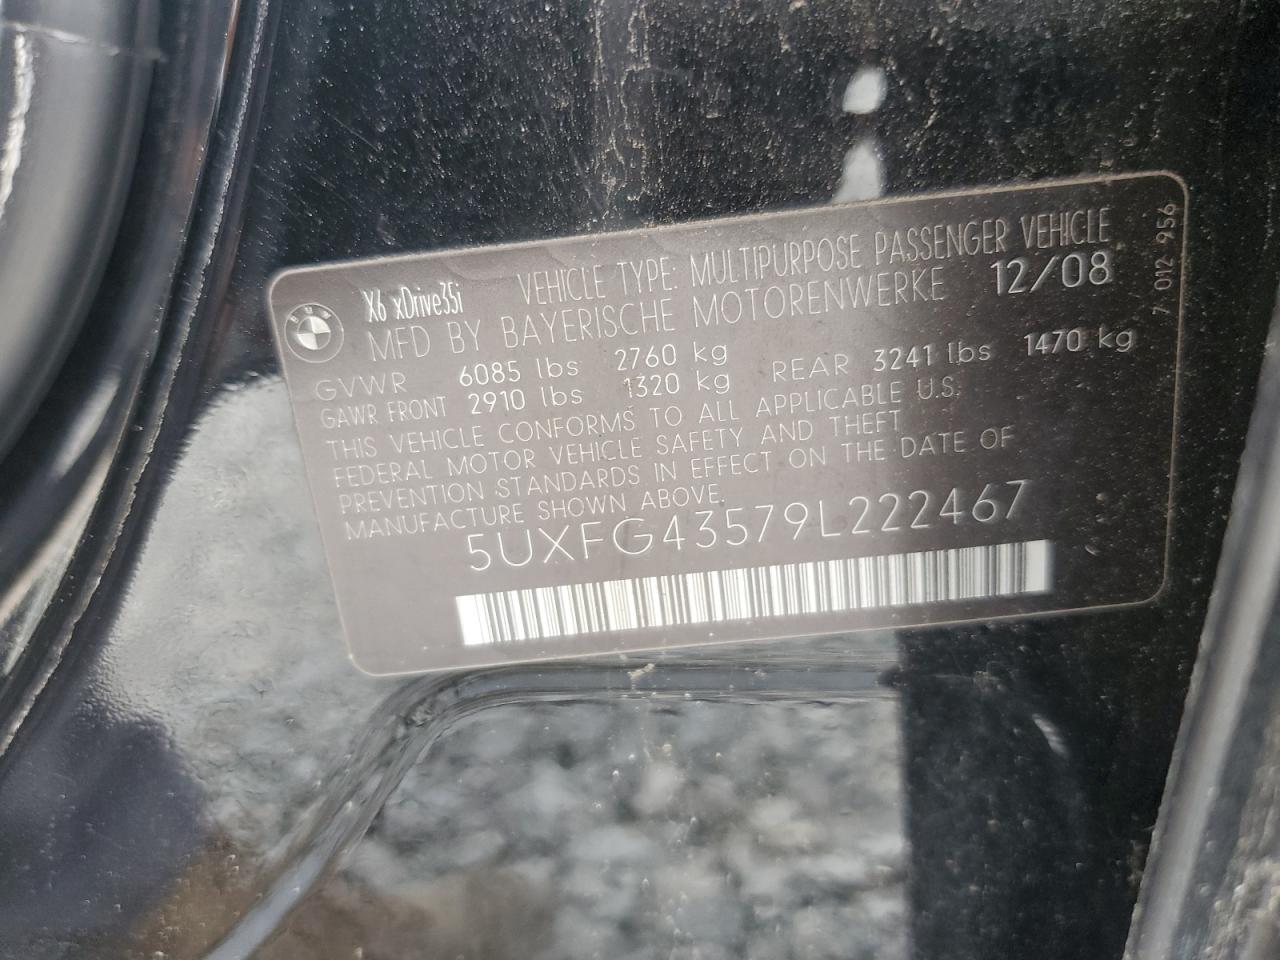 BMW
X6 xDrive35i VEHICLE TYPE: MULTIPURPOSE PASSENGER VEHICLE
MFD BY BAYERISCHE MOTORENWERKE 12/08
GVWR 6085 lbs 2760 kg
GAWR FRONT 2910 lbs 1320 kg REAR 3241 lbs 1470 kg
THIS VEHICLE CONFORMS TO ALL APPLICABLE U.S.
FEDERAL MOTOR VEHICLE SAFETY AND THEFT
PREVENTION STANDARDS IN EFFECT ON THE DATE OF
MANUFACTURE SHOWN ABOVE.
5UXFG43579L222467
7 012 956